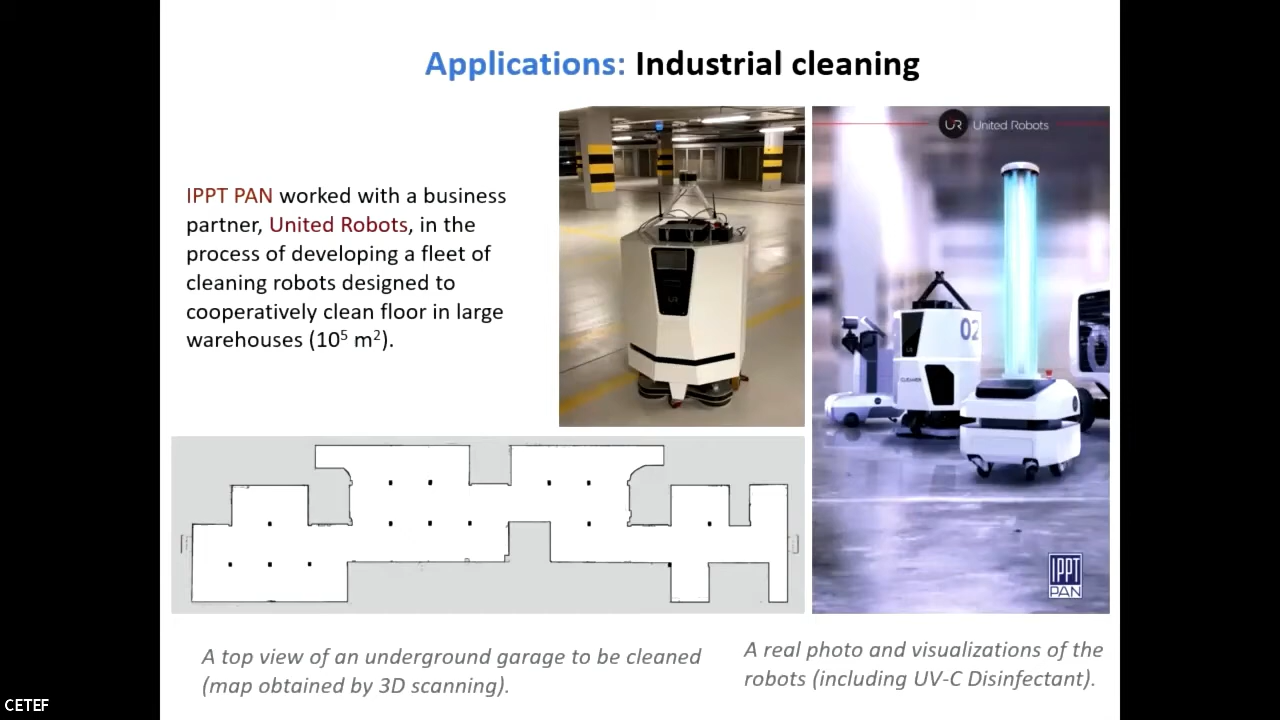 Applications: Industrial cleaning
IPPT PAN worked with a business
partner, United Robots, in the
process of developing a fleet of
cleaning robots designed to
cooperatively clean floor in large
warehouses (10⁵ m²).
UR United Robots
02
CLEANER
IPPT
PAN
A top view of an underground garage to be cleaned
(map obtained by 3D scanning).
A real photo and visualizations of the
robots (including UV-C Disinfectant).
CETEF